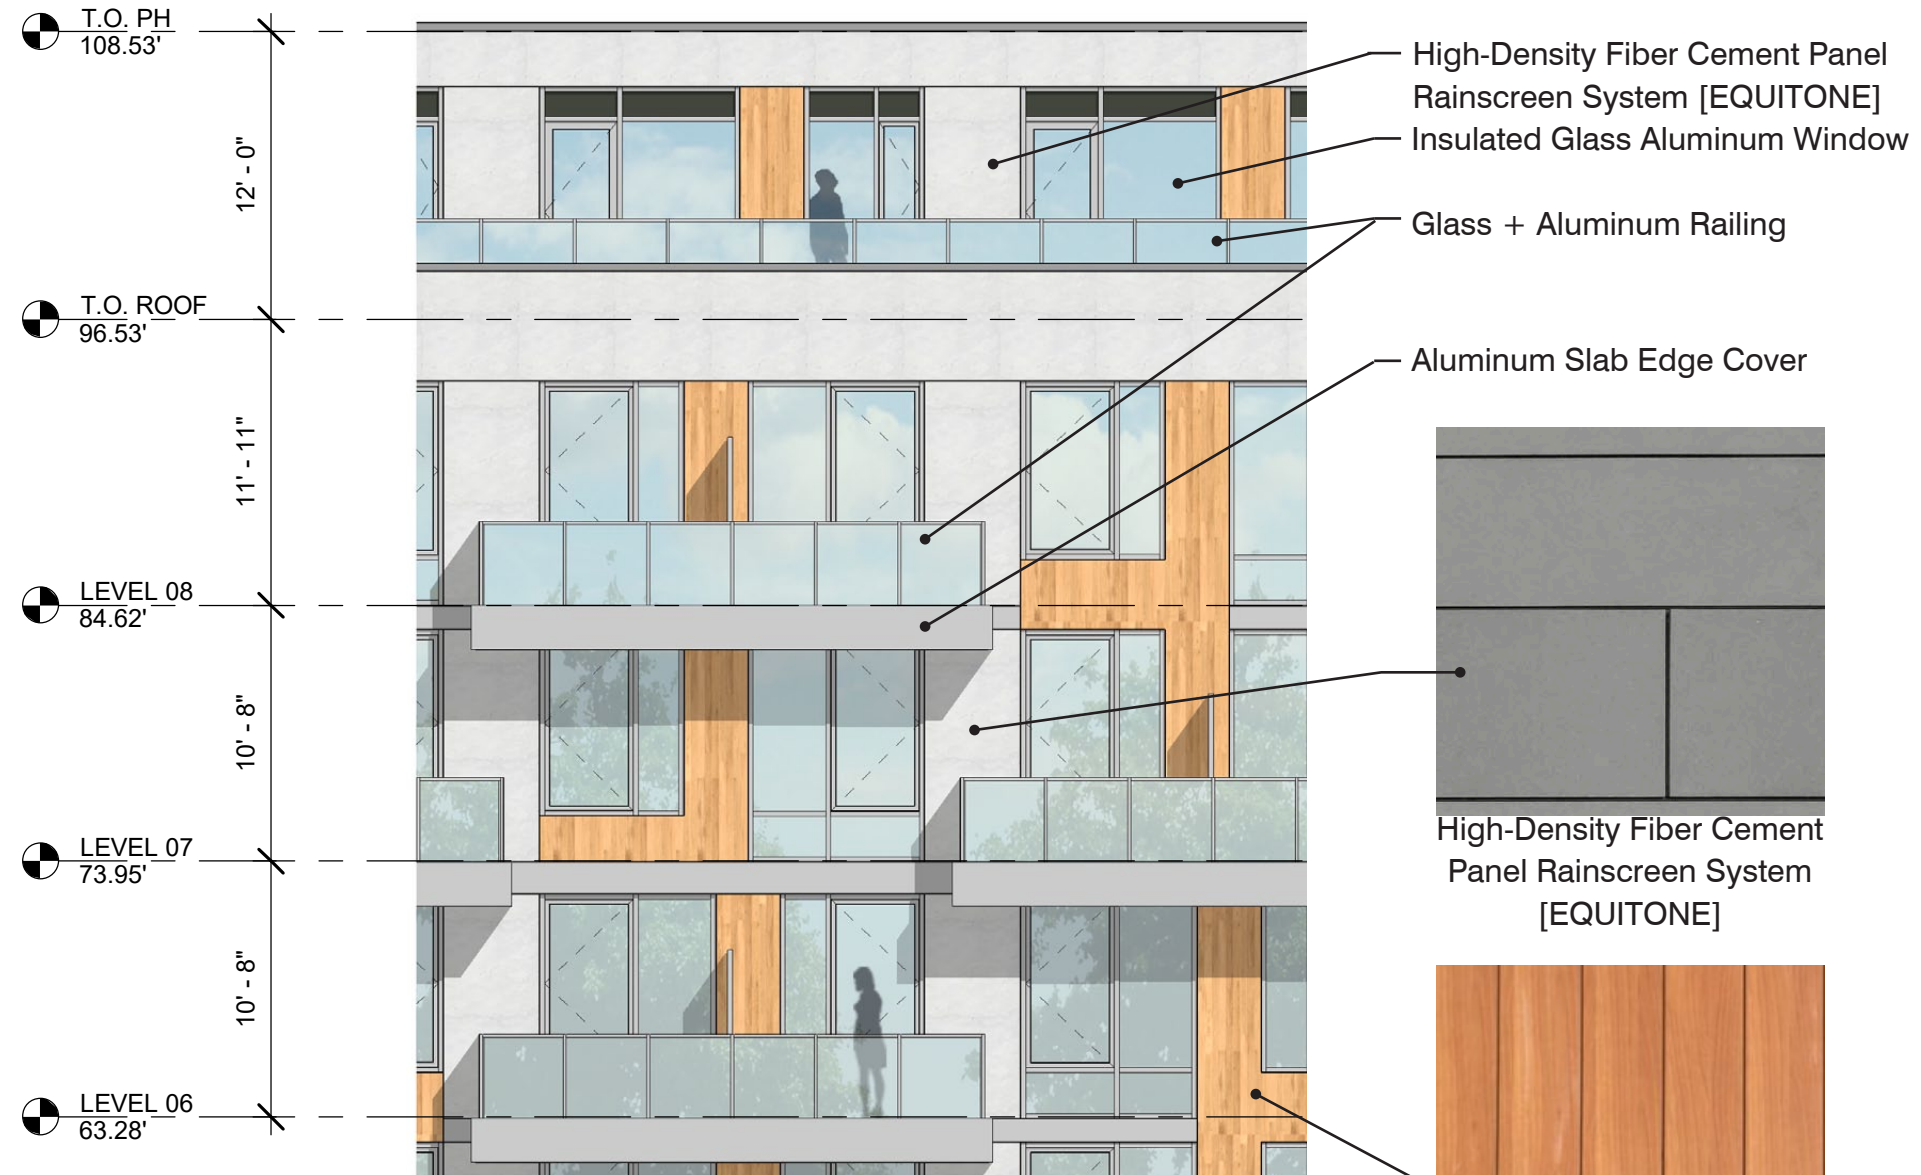 T.O. PH
108.53'
12' - 0"
T.O. ROOF
96.53'
11' - 11"
LEVEL 08
84.62'
10' - 8"
LEVEL 07
73.95'
10' - 8"
LEVEL 06
63.28'
High-Density Fiber Cement Panel
Rainscreen System [EQUITONE]
Insulated Glass Aluminum Window
Glass + Aluminum Railing
Aluminum Slab Edge Cover
High-Density Fiber Cement
Panel Rainscreen System
[EQUITONE]